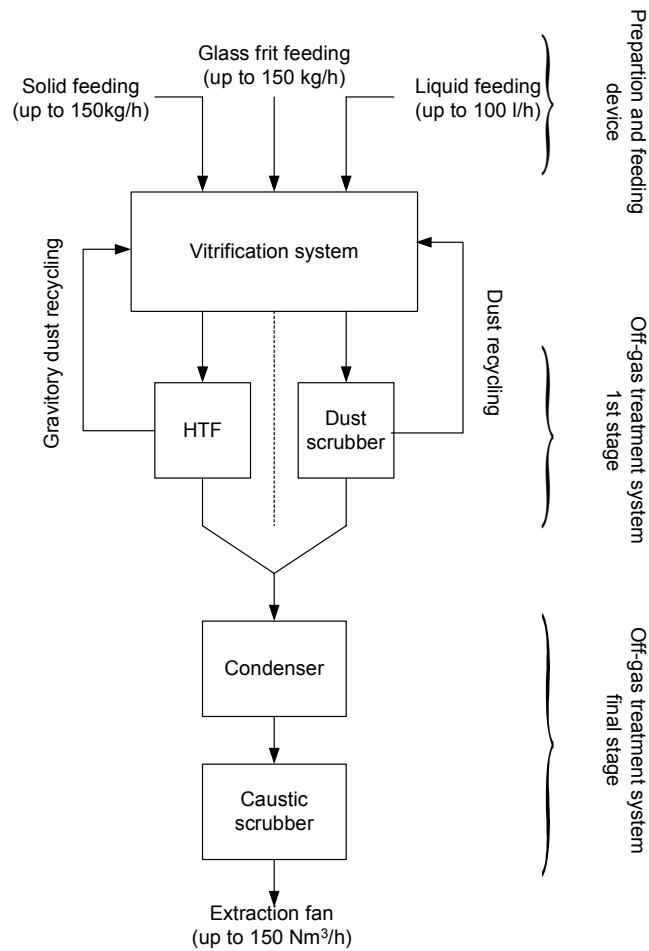 Glass frit feeding
(up to 150 kg/h)
Solid feeding
(up to 150kg/h)
Liquid feeding
(up to 100 l/h)
Prepartion and feeding
device
Vitrification system
Gravitory dust recycling
Dust recycling
HTF
Dust
scrubber
Off-gas treatment system
1st stage
Condenser
Caustic
scrubber
Off-gas treatment system
final stage
Extraction fan
(up to 150 Nm³/h)